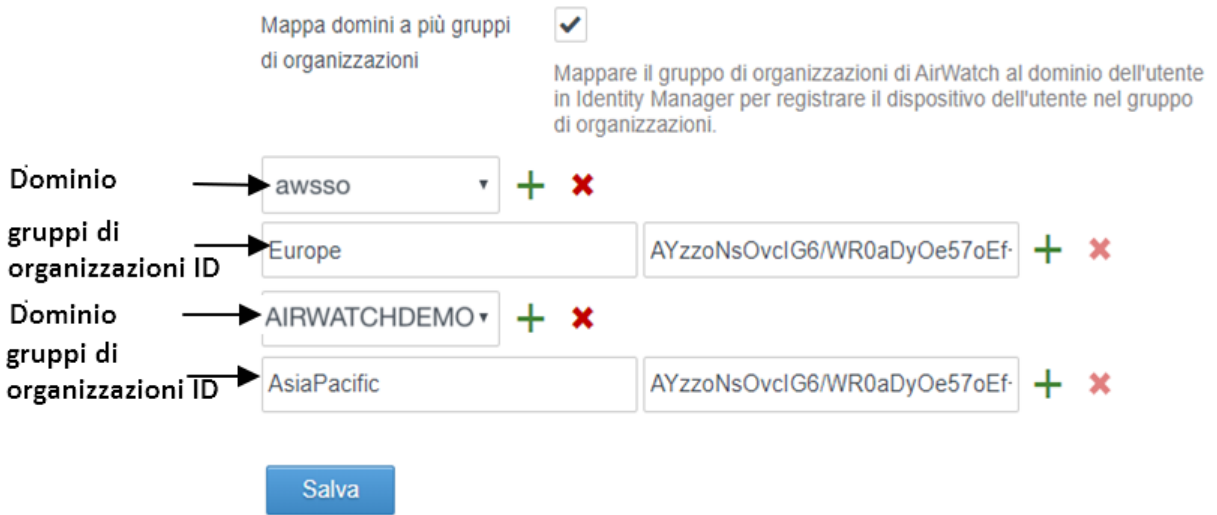 Mappa domini a più gruppi
di organizzazioni
Mappare il gruppo di organizzazioni di AirWatch al dominio dell'utente
in Identity Manager per registrare il dispositivo dell'utente nel gruppo
di organizzazioni.
Dominio
awsso
gruppi di
organizzazioni ID
Europe
AYzzoNsOvcIG6/WR0aDyOe57oEf
Dominio
AIRWATCHDEMO
gruppi di
organizzazioni ID
AsiaPacific
AYzzoNsOvcIG6/WR0aDyOe57oEf
Salva